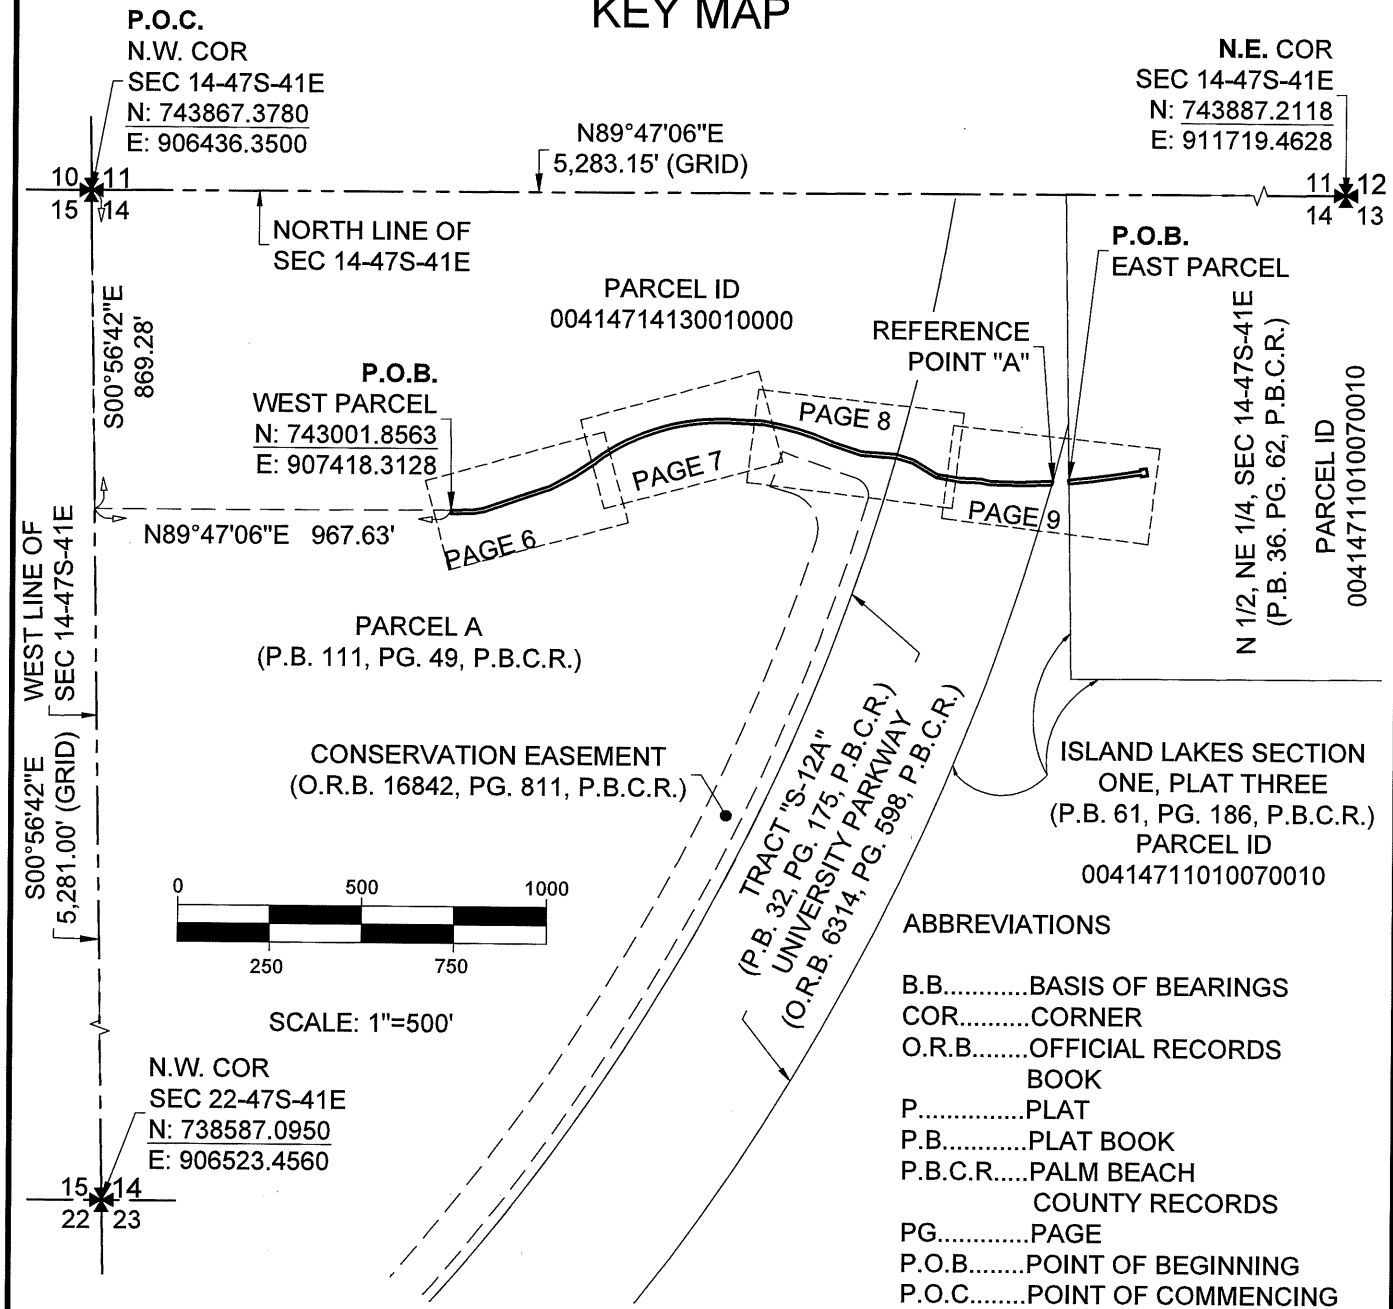 KEY MAP
P.O.C.
N.W. COR
SEC 14-47S-41E
N: 743867.3780
E: 906436.3500
N.E. COR
SEC 14-47S-41E
N: 743887.2118
E: 911719.4628
N89°47'06"E
5,283.15' (GRID)
10 11
15 14
11 12
14 13
NORTH LINE OF
SEC 14-47S-41E
P.O.B.
EAST PARCEL
PARCEL ID
00414714130010000
REFERENCE
POINT "A"
S00°56'42"E
869.28'
P.O.B.
WEST PARCEL
N: 743001.8563
E: 907418.3128
N 1/2, NE 1/4, SEC 14-47S-41E
(P.B. 36. PG. 62, P.B.C.R.)
PARCEL ID
00414711010070010
PAGE 8
PAGE 7
PAGE 9
PAGE 6
N89°47'06"E 967.63'
WEST LINE OF
SEC 14-47S-41E
PARCEL A
(P.B. 111, PG. 49, P.B.C.R.)
S00°56'42"E
5,281.00' (GRID)
CONSERVATION EASEMENT
(O.R.B. 16842, PG. 811, P.B.C.R.)
TRACT "S-12A"
(P.B. 32, PG. 175, P.B.C.R.)
UNIVERSITY PARKWAY
(O.R.B. 6314, PG. 598, P.B.C.R.)
ISLAND LAKES SECTION
ONE, PLAT THREE
(P.B. 61, PG. 186, P.B.C.R.)
PARCEL ID
00414711010070010
0 500 1000
250 750
SCALE: 1"=500'
N.W. COR
SEC 22-47S-41E
N: 738587.0950
E: 906523.4560
15 14
22 23
ABBREVIATIONS
B.B............BASIS OF BEARINGS
COR..........CORNER
O.R.B........OFFICIAL RECORDS
BOOK
P...............PLAT
P.B............PLAT BOOK
P.B.C.R.....PALM BEACH
COUNTY RECORDS
PG.............PAGE
P.O.B........POINT OF BEGINNING
P.O.C........POINT OF COMMENCING